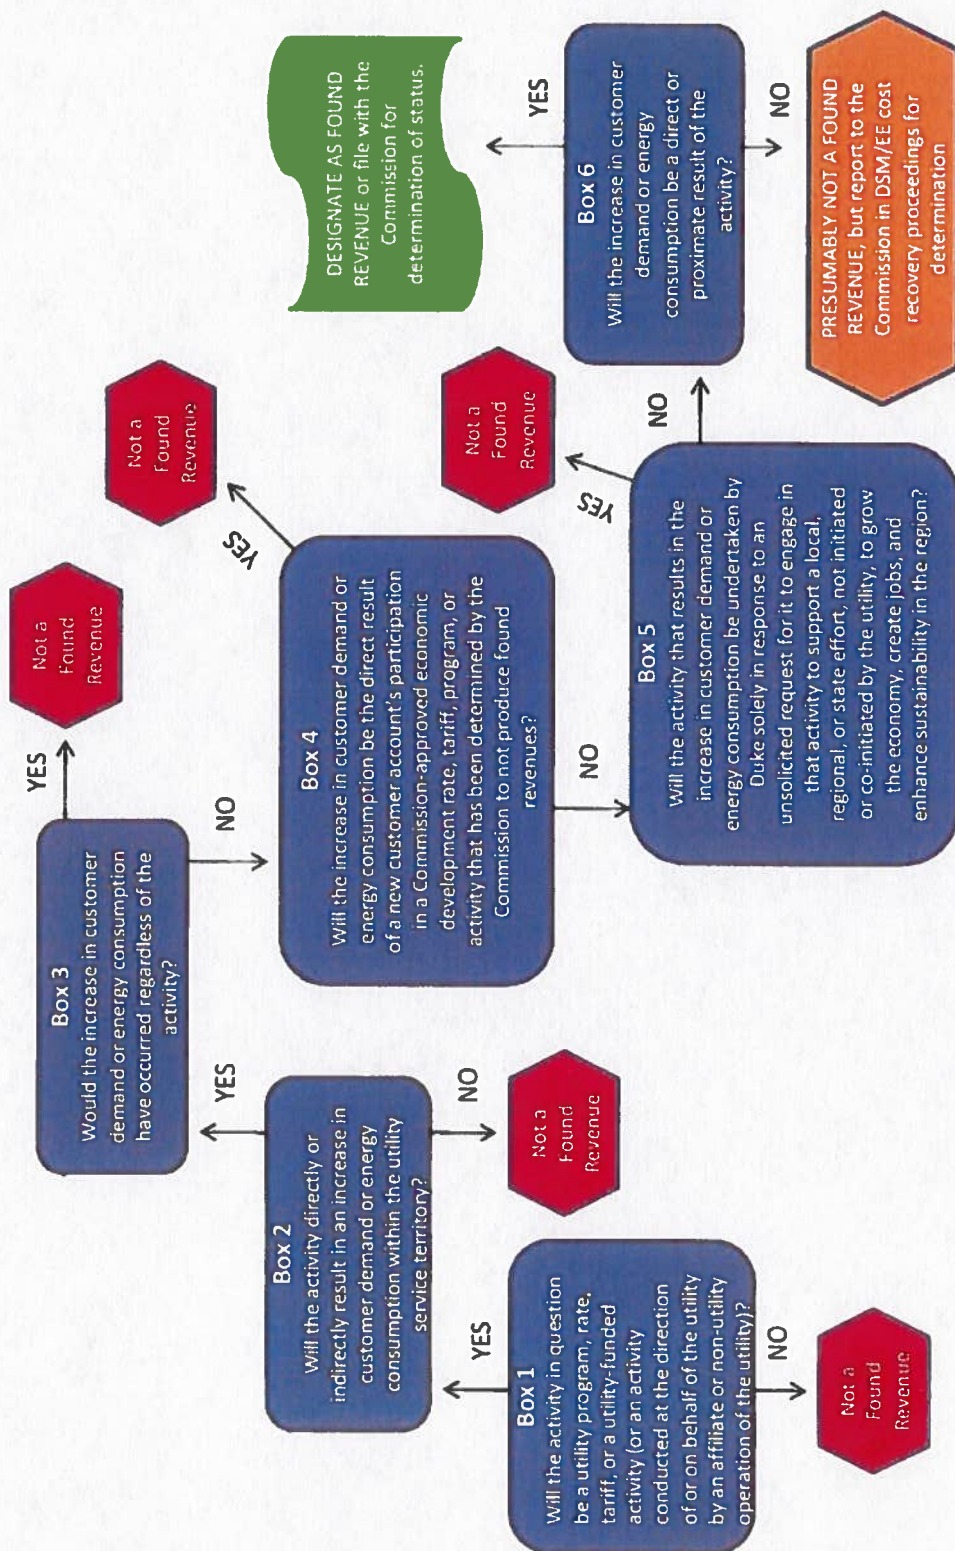 Box 1
Will the activity in question
be a utility program, rate,
tariff, or a utility-funded
activity (or an activity
conducted at the direction
of or on behalf of the utility
by an affiliate or non-utility
operation of the utility)?
YES
NO
Not a
Found
Revenue
Box 2
Will the activity directly or
indirectly result in an increase in
customer demand or energy
consumption within the utility
service territory?
YES
NO
Not a
Found
Revenue
Box 3
Would the increase in customer
demand or energy consumption
have occurred regardless of the
activity?
YES
Not a
Found
Revenue
NO
Box 4
Will the increase in customer demand or
energy consumption be the direct result
of a new customer account's participation
in a Commission-approved economic
development rate, tariff, program, or
activity that has been determined by the
Commission to not produce found
revenues?
YES
Not a
Found
Revenue
NO
Box 5
Will the activity that results in the
increase in customer demand or
energy consumption be undertaken by
Duke solely in response to an
unsolicited request for it to engage in
that activity to support a local,
regional, or state effort, not initiated
or co-initiated by the utility, to grow
the economy, create jobs, and
enhance sustainability in the region?
YES
Not a
Found
Revenue
NO
Box 6
Will the increase in customer
demand or energy
consumption be a direct or
proximate result of the
activity?
YES
DESIGNATE AS FOUND
REVENUE or file with the
Commission for
determination of status.
NO
PRESUMABLY NOT A FOUND
REVENUE, but report to the
Commission in DSM/EE cost
recovery proceedings for
determination